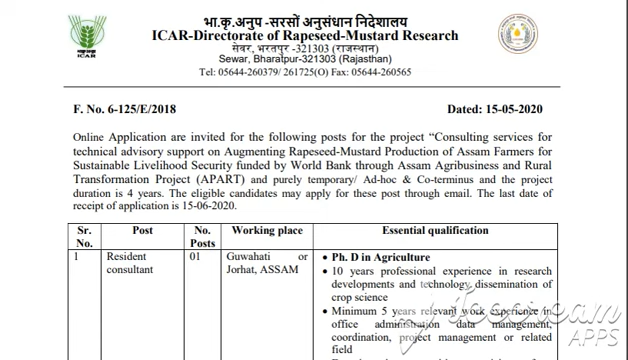 भा.कृ.अनुप -सरसों अनुसंधान निदेशालय
ICAR-Directorate of Rapeseed-Mustard Research
सेवर, भरतपुर -321303 (राजस्थान)
Sewar, Bharatpur-321303 (Rajasthan)
Tel: 05644-260379/ 261725(O) Fax: 05644-260565
ICAR
F. No. 6-125/E/2018 Dated: 15-05-2020
Online Application are invited for the following posts for the project “Consulting services for
technical advisory support on Augmenting Rapeseed-Mustard Production of Assam Farmers for
Sustainable Livelihood Security funded by World Bank through Assam Agribusiness and Rural
Transformation Project (APART) and purely temporary/ Ad-hoc & Co-terminus and the project
duration is 4 years. The eligible candidates may apply for these post through email. The last date of
receipt of application is 15-06-2020.
Sr. No. Post No. Posts Working place Essential qualification
1 Resident consultant 01 Guwahati or Jorhat, ASSAM
• Ph. D in Agriculture
• 10 years professional experience in research
developments and technology dissemination of
crop science
• Minimum 5 years relevant work experience in
office administration data management,
coordination, project management or related
field
Icecream
APPS